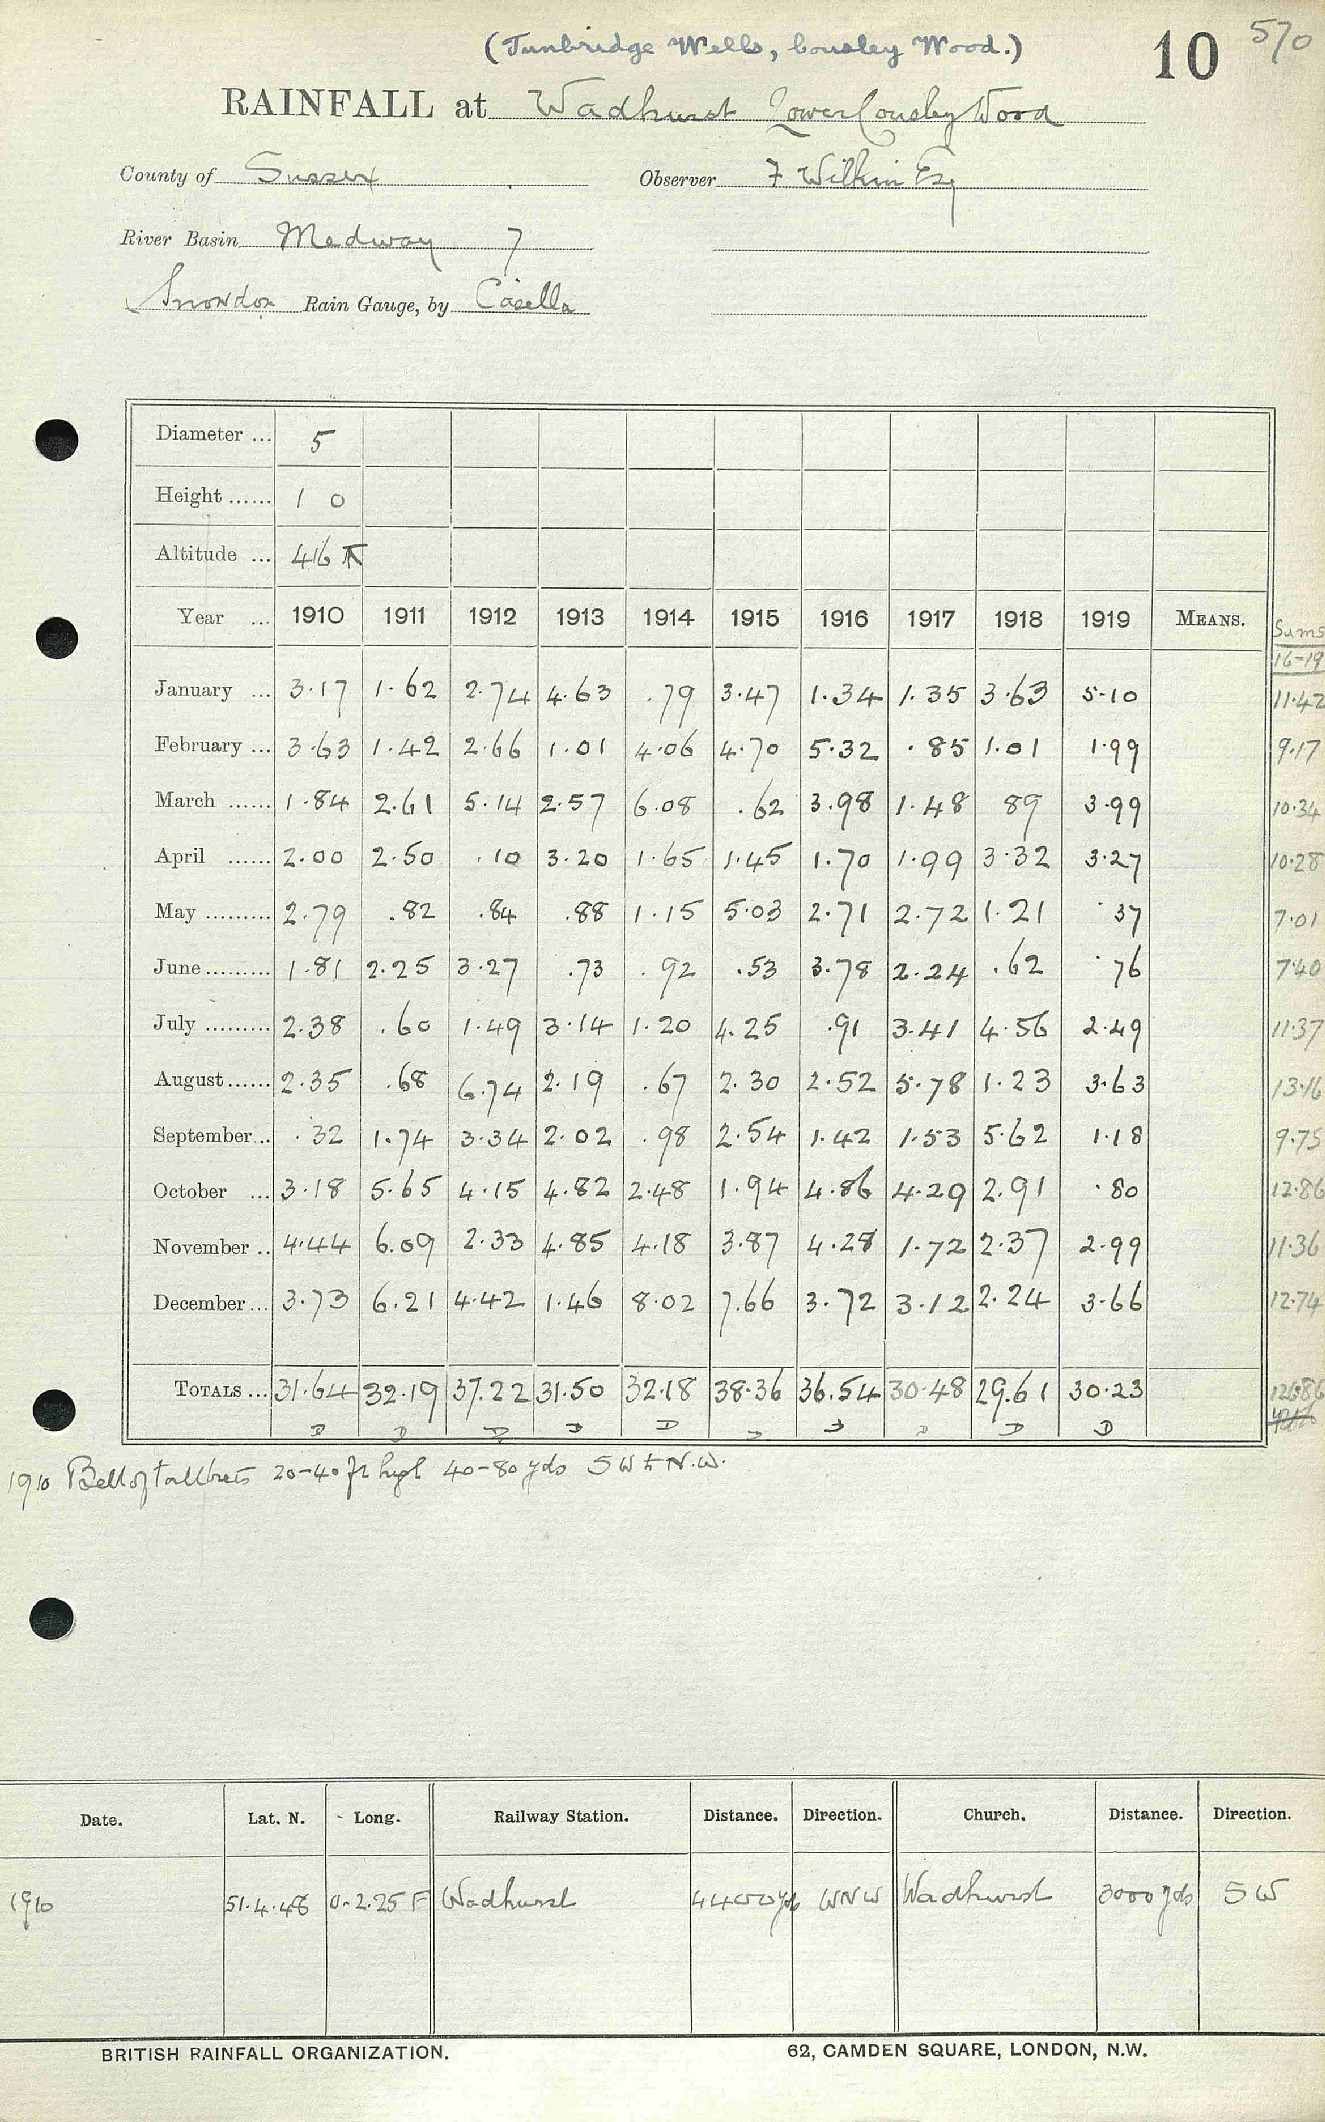 (Tunbridge Wells, Cousley Wood.) 10 570
RAINFALL at Wadhurst Lower Cousley Wood
County of Sussex Observer F Wilkin Esq
River Basin Medway 7
Snowdon Rain Gauge, by Casella
Diameter ... 5
Height ...... 1 0
Altitude ... 416 ft
Year ... 1910 1911 1912 1913 1914 1915 1916 1917 1918 1919 MEANS. Sums 16-19
January ... 3.17 1.62 2.74 4.63 .79 3.47 1.34 1.35 3.63 5.10 11.42
February ... 3.63 1.42 2.66 1.01 4.06 4.70 5.32 .85 1.01 1.99 9.17
March ...... 1.84 2.61 5.14 2.57 6.08 .62 3.98 1.48 89 3.99 10.34
April ...... 2.00 2.50 .10 3.20 1.65 1.45 1.70 1.99 3.32 3.27 10.28
May ......... 2.79 .82 .84 .88 1.15 5.03 2.71 2.72 1.21 .37 7.01
June ......... 1.81 2.25 3.27 .73 .92 .53 3.78 2.24 .62 .76 7.40
July ......... 2.38 .60 1.49 3.14 1.20 4.25 .91 3.41 4.56 2.49 11.37
August ...... 2.35 .68 6.74 2.19 .67 2.30 2.52 5.78 1.23 3.63 13.16
September ... .32 1.74 3.34 2.02 .98 2.54 1.42 1.53 5.62 1.18 9.75
October ... 3.18 5.65 4.15 4.82 2.48 1.94 4.86 4.29 2.91 .80 12.86
November .. 4.44 6.09 2.33 4.85 4.18 3.87 4.28 1.72 2.37 2.99 11.36
December ... 3.73 6.21 4.42 1.46 8.02 7.66 3.72 3.12 2.24 3.66 12.74
TOTALS ... 31.64 32.19 37.22 31.50 32.18 38.36 36.54 30.48 29.61 30.23 126.86
1910 Belt of tall trees 20-40 ft high 40-80 yds SW to N.W.
Date. Lat. N. Long. Railway Station. Distance. Direction. Church. Distance. Direction.
1910 51.4.48 0.2.25 E Wadhurst 4400 yds WNW Wadhurst 3000 yds SW
BRITISH RAINFALL ORGANIZATION. 62, CAMDEN SQUARE, LONDON, N.W.